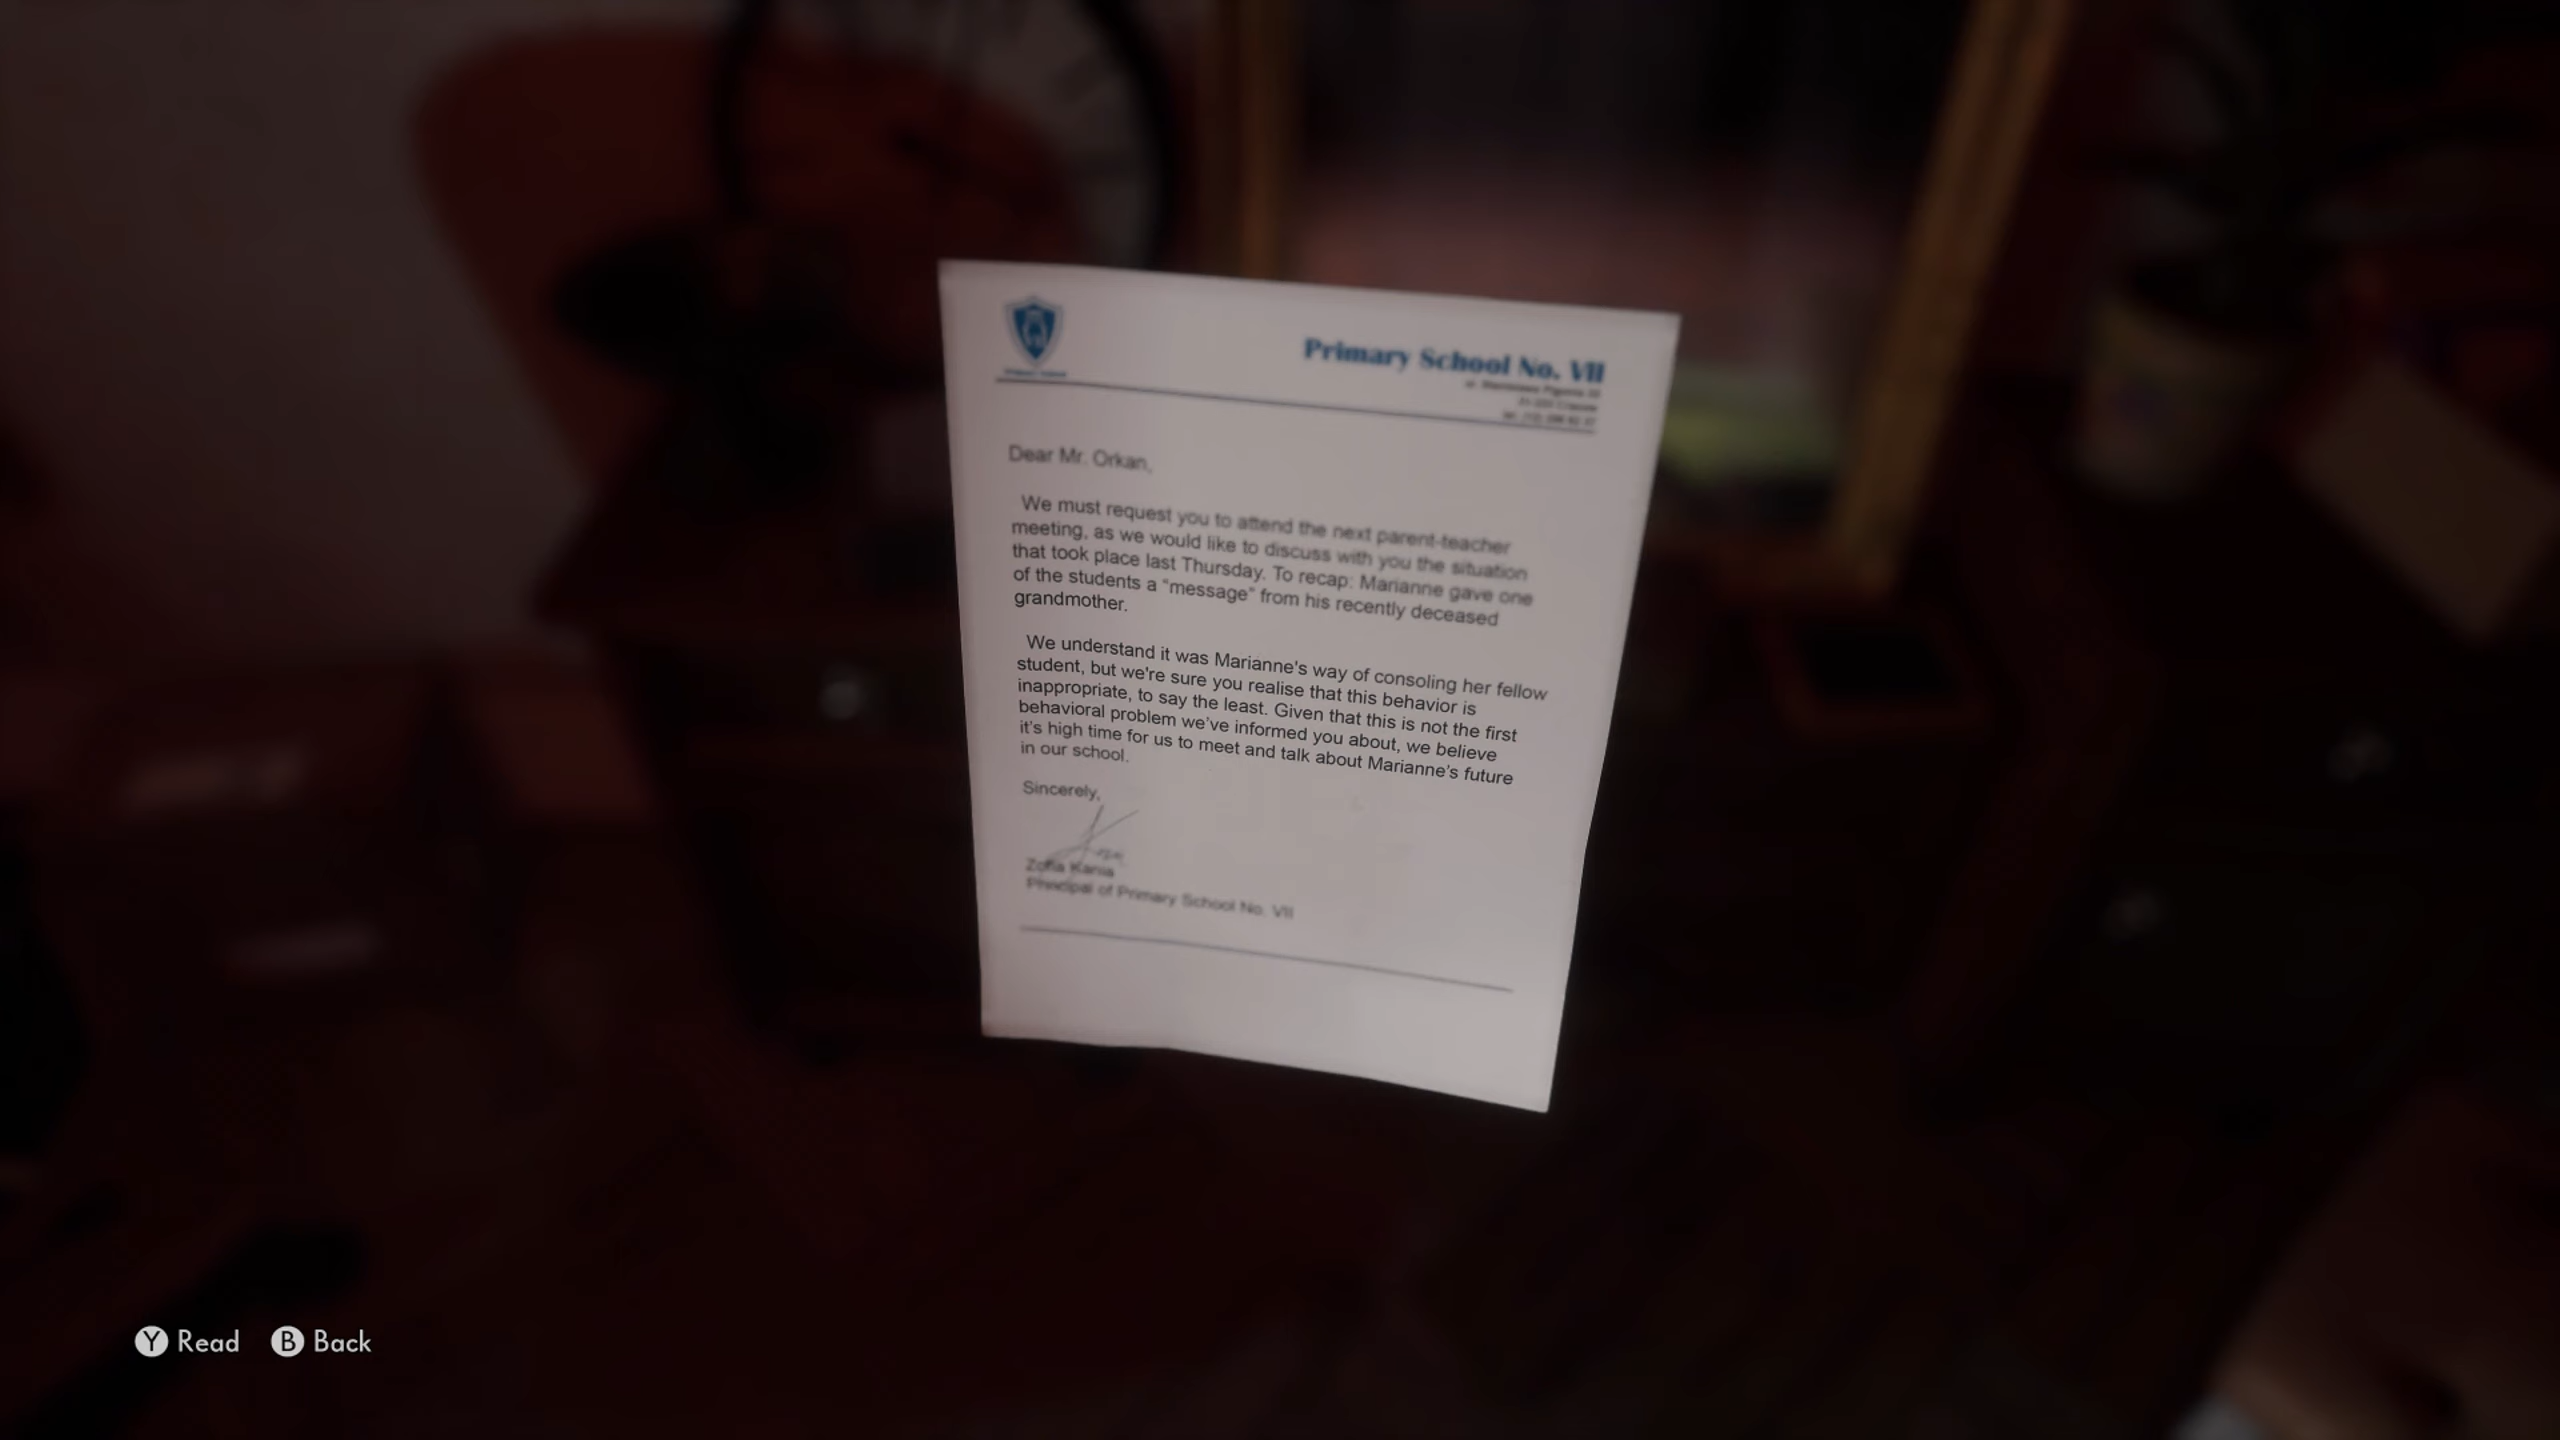 Primary School No. VII
Dear Mr. Orkan,
We must request you to attend the next parent-teacher
meeting, as we would like to discuss with you the situation
that took place last Thursday. To recap: Marianne gave one
of the students a "message" from his recently deceased
grandmother.
We understand it was Marianne's way of consoling her fellow
student, but we're sure you realise that this behavior is
inappropriate, to say the least. Given that this is not the first
behavioral problem we've informed you about, we believe
it's high time for us to meet and talk about Marianne's future
in our school.
Sincerely,
Zofia Kania
Principal of Primary School No. VII
Y Read B Back